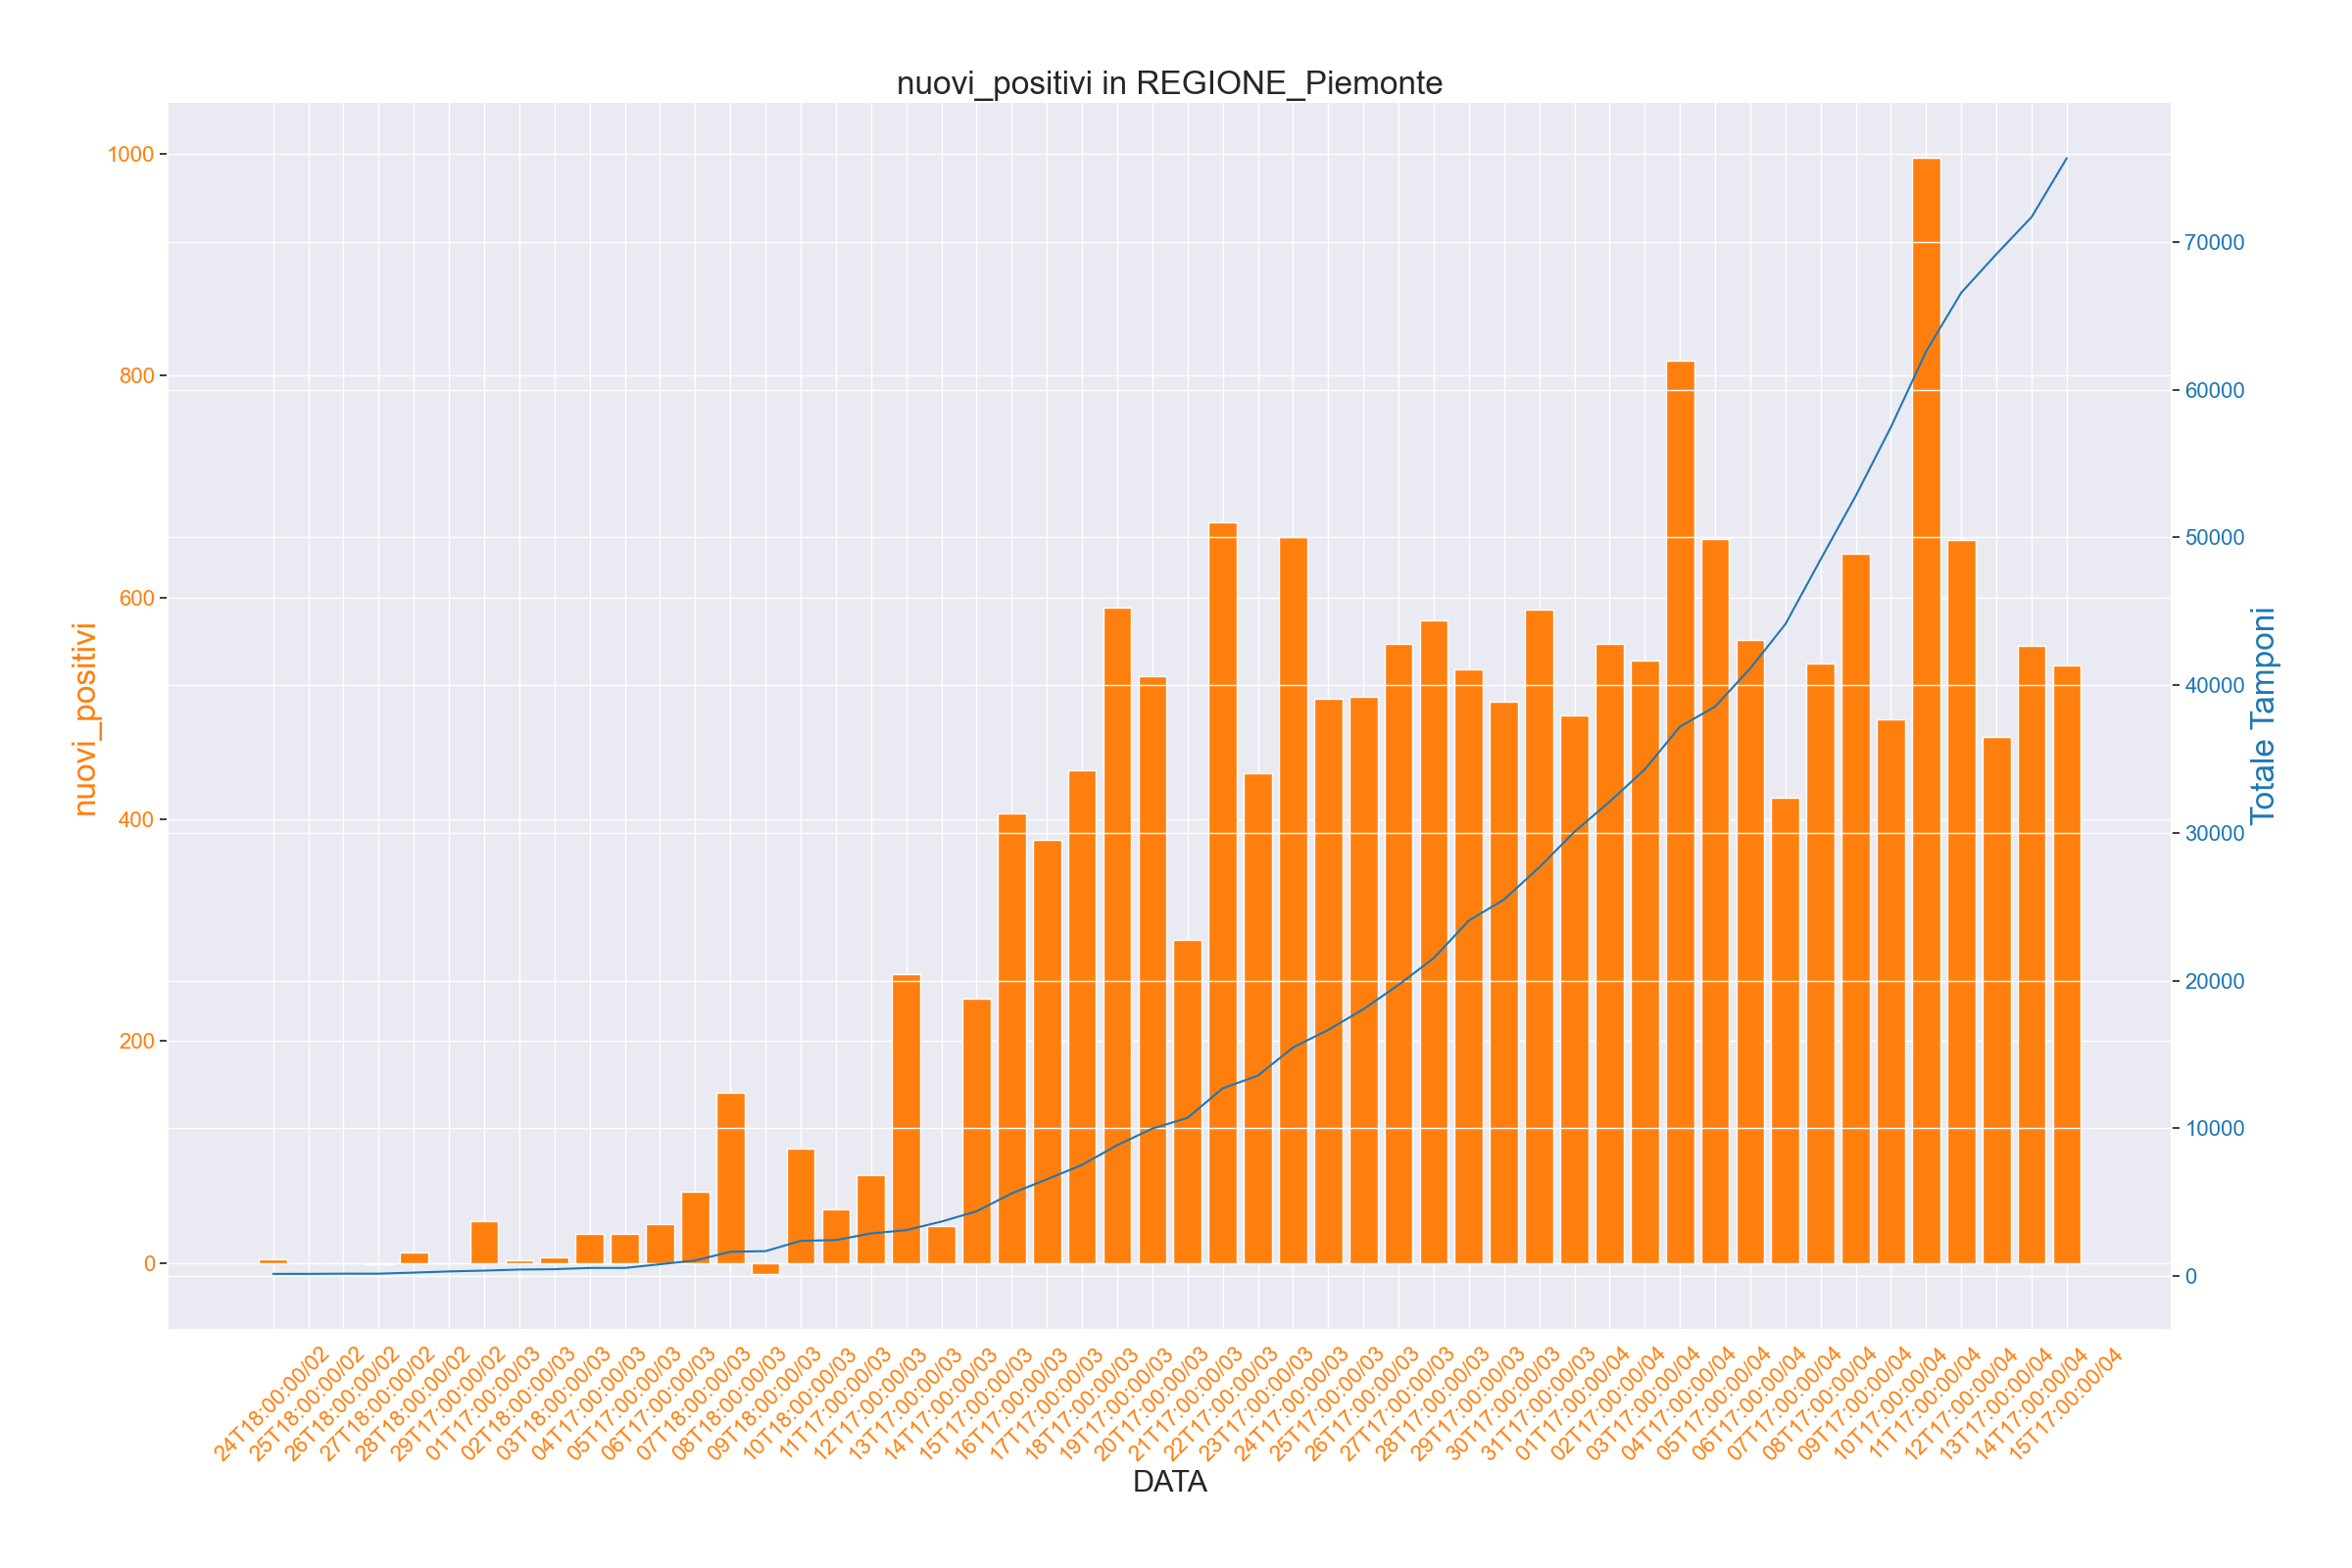 nuovi_positivi in REGIONE_Piemonte
1000
800
600
400
200
0
nuovi_positivi
70000
60000
50000
40000
30000
20000
10000
0
Totale Tamponi
24T18:00:00/02
25T18:00:00/02
26T18:00:00/02
27T18:00:00/02
28T18:00:00/02
29T17:00:00/02
01T17:00:00/03
02T18:00:00/03
03T18:00:00/03
04T17:00:00/03
05T17:00:00/03
06T17:00:00/03
07T18:00:00/03
08T18:00:00/03
09T18:00:00/03
10T18:00:00/03
11T17:00:00/03
12T17:00:00/03
13T17:00:00/03
14T17:00:00/03
15T17:00:00/03
16T17:00:00/03
17T17:00:00/03
18T17:00:00/03
19T17:00:00/03
20T17:00:00/03
21T17:00:00/03
22T17:00:00/03
23T17:00:00/03
24T17:00:00/03
25T17:00:00/03
26T17:00:00/03
27T17:00:00/03
28T17:00:00/03
29T17:00:00/03
30T17:00:00/03
31T17:00:00/03
01T17:00:00/04
02T17:00:00/04
03T17:00:00/04
04T17:00:00/04
05T17:00:00/04
06T17:00:00/04
07T17:00:00/04
08T17:00:00/04
09T17:00:00/04
10T17:00:00/04
11T17:00:00/04
12T17:00:00/04
13T17:00:00/04
14T17:00:00/04
15T17:00:00/04
DATA